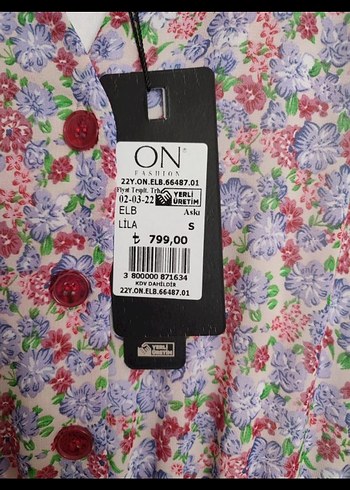 ON
FASHION
22Y.ON.ELB.66487.01
Fiyat Tespit. Trh.
02-03-22 YERLİ ÜRETİM
ELB Askı
LİLA S
₺ 799,00
3 800000 871634
KDV DAHİLDİR
22Y.ON.ELB.66487.01
YERLİ ÜRETİM